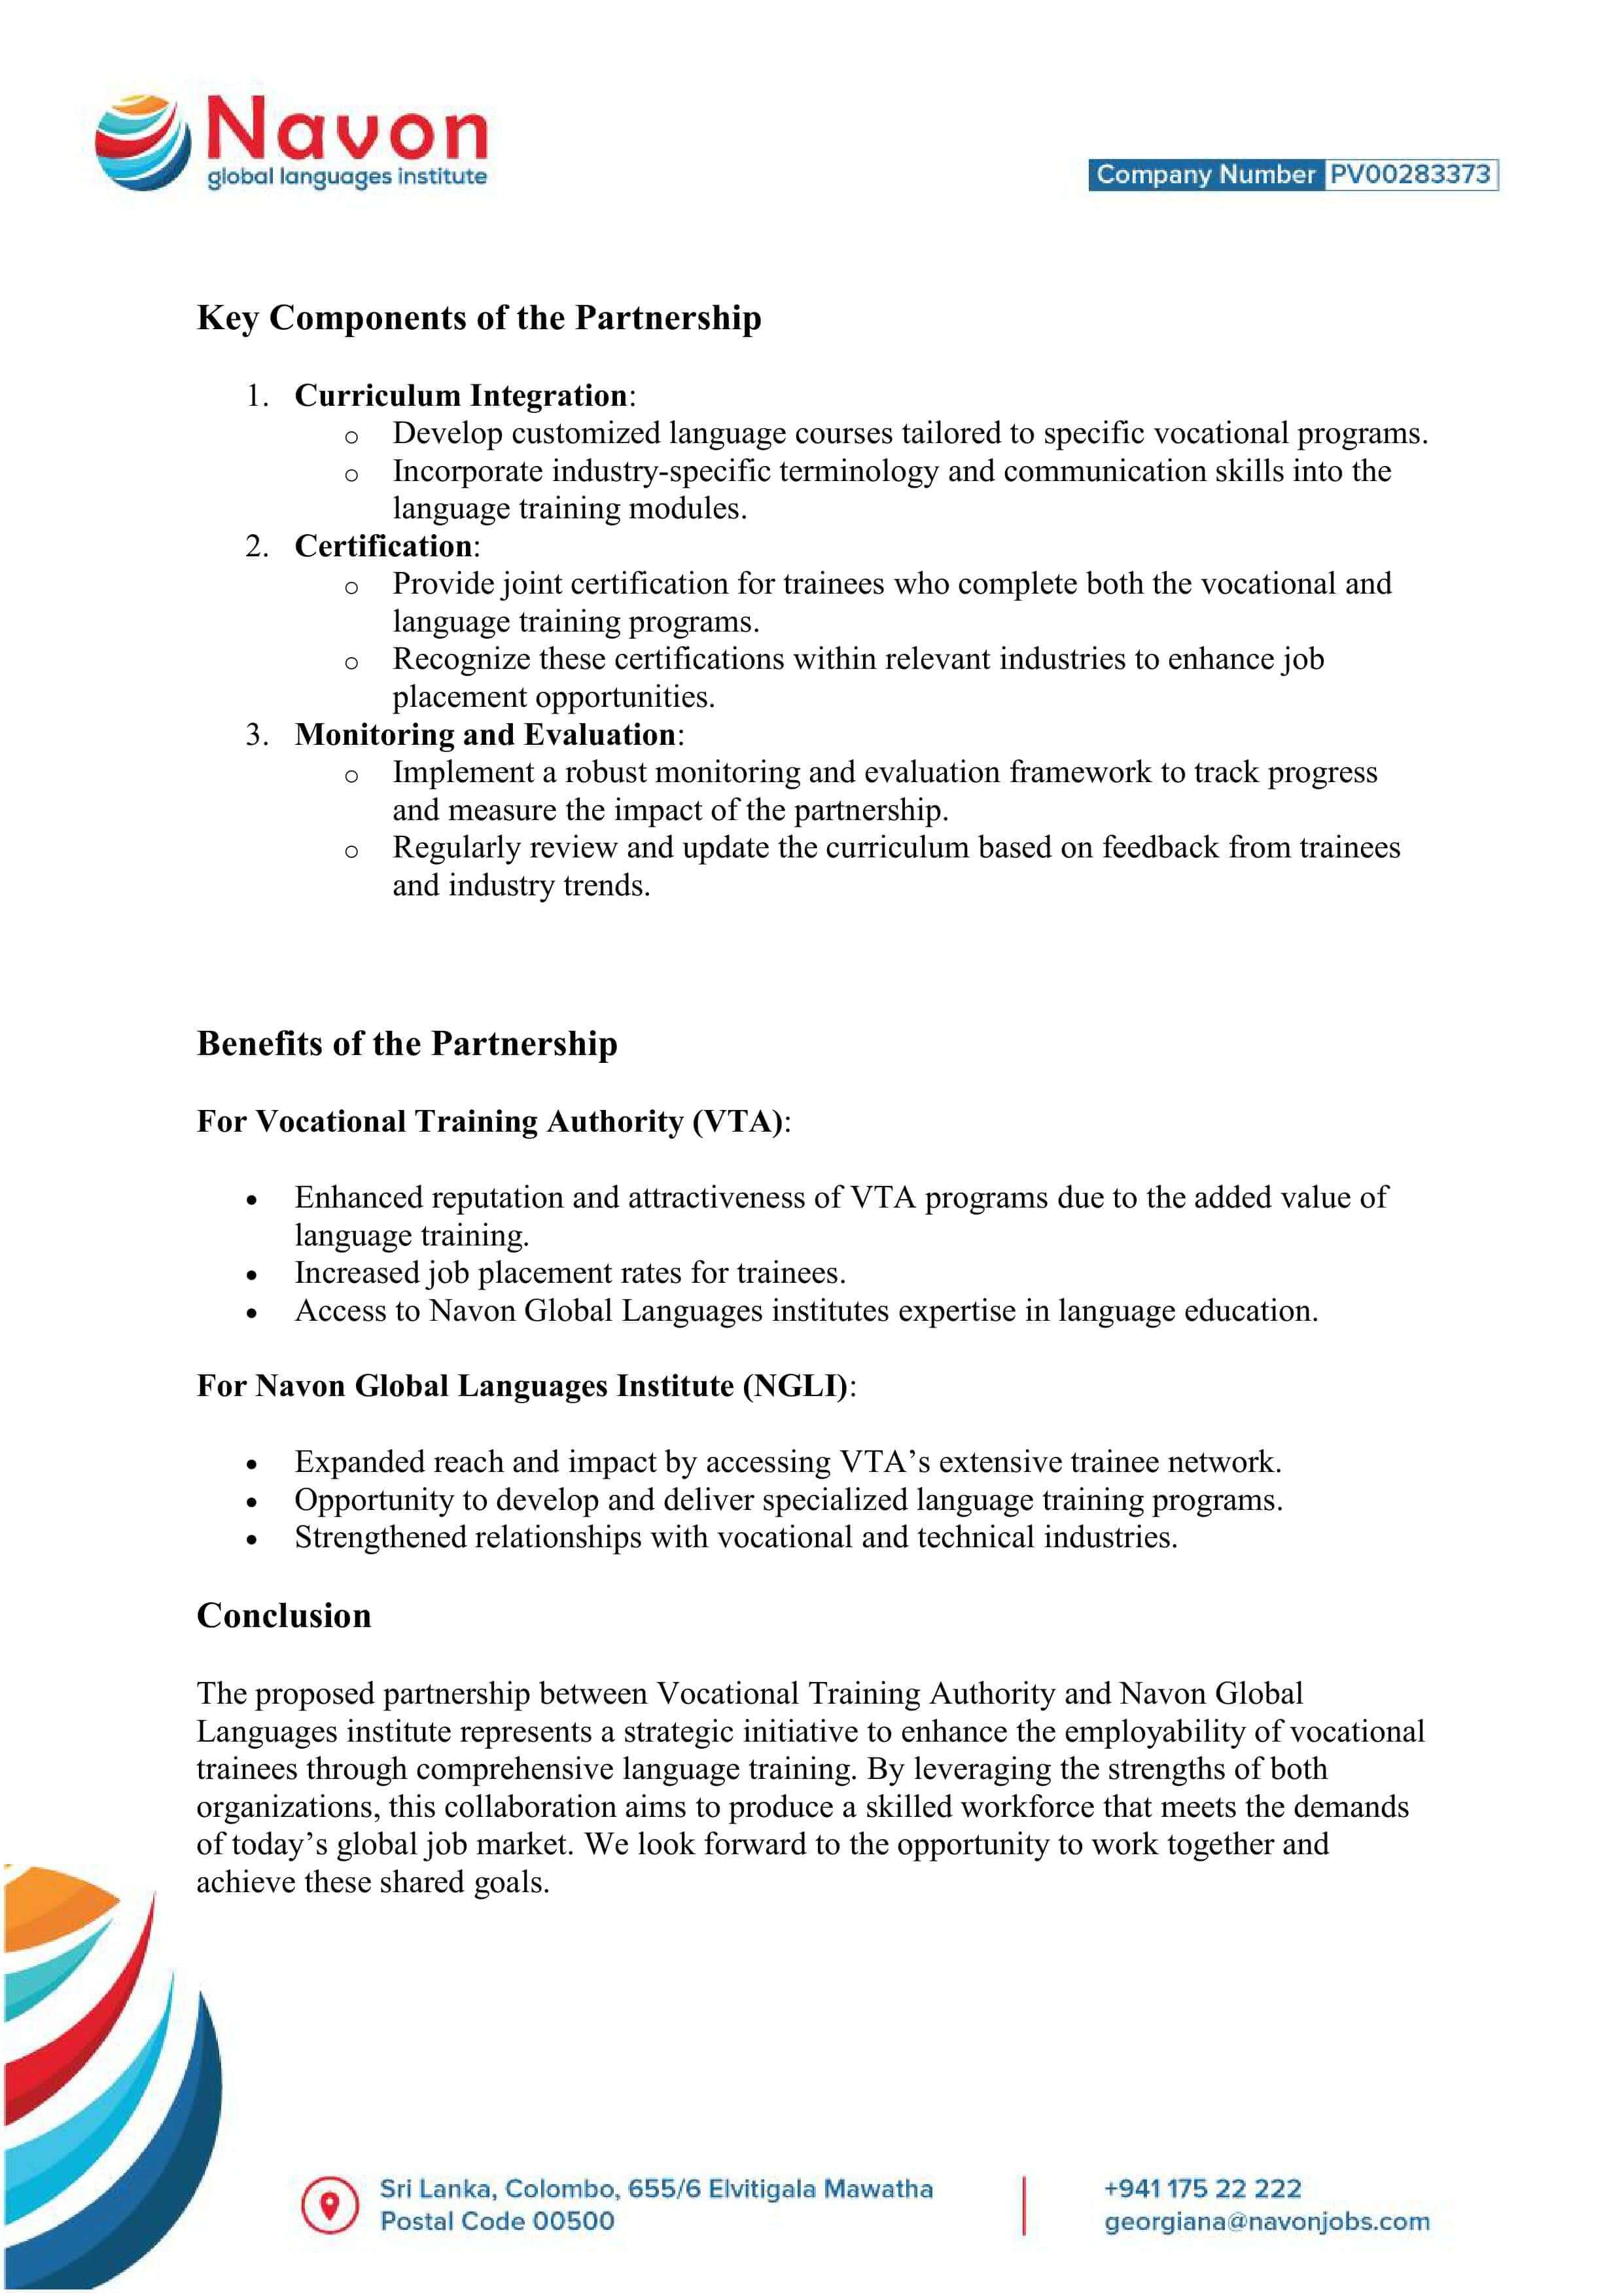 Navon
global languages institute
Company Number PV00283373
Key Components of the Partnership
1. Curriculum Integration:
o Develop customized language courses tailored to specific vocational programs.
o Incorporate industry-specific terminology and communication skills into the
language training modules.
2. Certification:
o Provide joint certification for trainees who complete both the vocational and
language training programs.
o Recognize these certifications within relevant industries to enhance job
placement opportunities.
3. Monitoring and Evaluation:
o Implement a robust monitoring and evaluation framework to track progress
and measure the impact of the partnership.
o Regularly review and update the curriculum based on feedback from trainees
and industry trends.
Benefits of the Partnership
For Vocational Training Authority (VTA):
• Enhanced reputation and attractiveness of VTA programs due to the added value of
language training.
• Increased job placement rates for trainees.
• Access to Navon Global Languages institutes expertise in language education.
For Navon Global Languages Institute (NGLI):
• Expanded reach and impact by accessing VTA’s extensive trainee network.
• Opportunity to develop and deliver specialized language training programs.
• Strengthened relationships with vocational and technical industries.
Conclusion
The proposed partnership between Vocational Training Authority and Navon Global
Languages institute represents a strategic initiative to enhance the employability of vocational
trainees through comprehensive language training. By leveraging the strengths of both
organizations, this collaboration aims to produce a skilled workforce that meets the demands
of today’s global job market. We look forward to the opportunity to work together and
achieve these shared goals.
Sri Lanka, Colombo, 655/6 Elvitigala Mawatha
Postal Code 00500
+941 175 22 222
georgiana@navonjobs.com